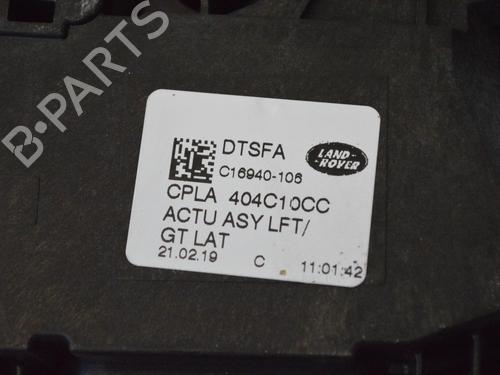 B-PARTS
DTSFA
LAND-
ROVER
C16940-106
CPLA 404C10CC
ACTU ASY LFT/
GT LAT
21.02.19 C 11:01:42